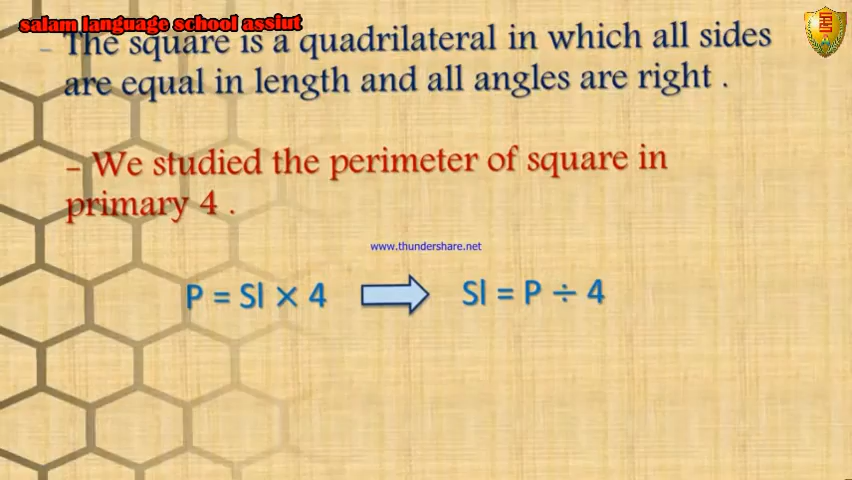 salam language school assiut
- The square is a quadrilateral in which all sides
are equal in length and all angles are right .
- We studied the perimeter of square in
primary 4 .
www.thundershare.net
P = Sl × 4
Sl = P ÷ 4